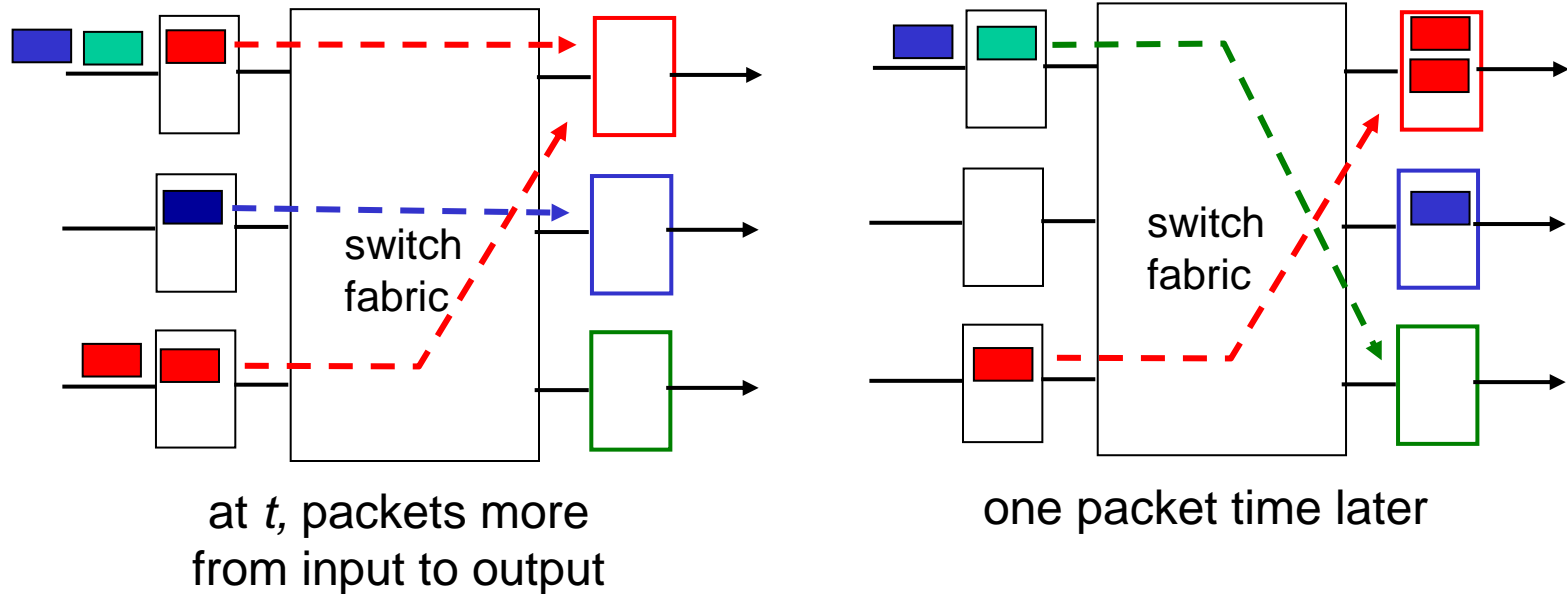 switch
fabric
at t, packets more
from input to output
switch
fabric
one packet time later